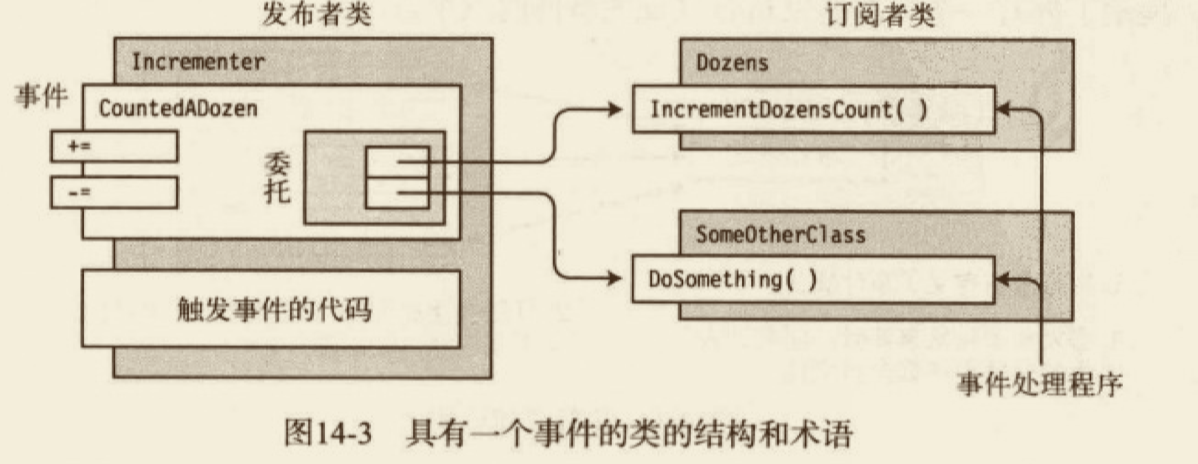 发布者类
订阅者类
Incrementer
事件
CountedADozen
+=
-=
委托
触发事件的代码
Dozens
IncrementDozensCount( )
SomeOtherClass
DoSomething( )
事件处理程序
图14-3 具有一个事件的类的结构和术语